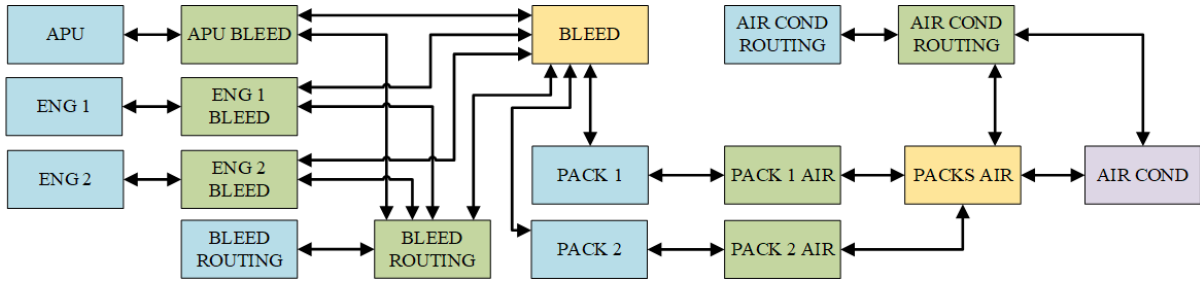 APU
APU BLEED
BLEED
AIR COND
ROUTING
AIR COND
ROUTING
ENG 1
ENG 1
BLEED
ENG 2
ENG 2
BLEED
PACK 1
PACK 1 AIR
PACKS AIR
AIR COND
BLEED
ROUTING
BLEED
ROUTING
PACK 2
PACK 2 AIR